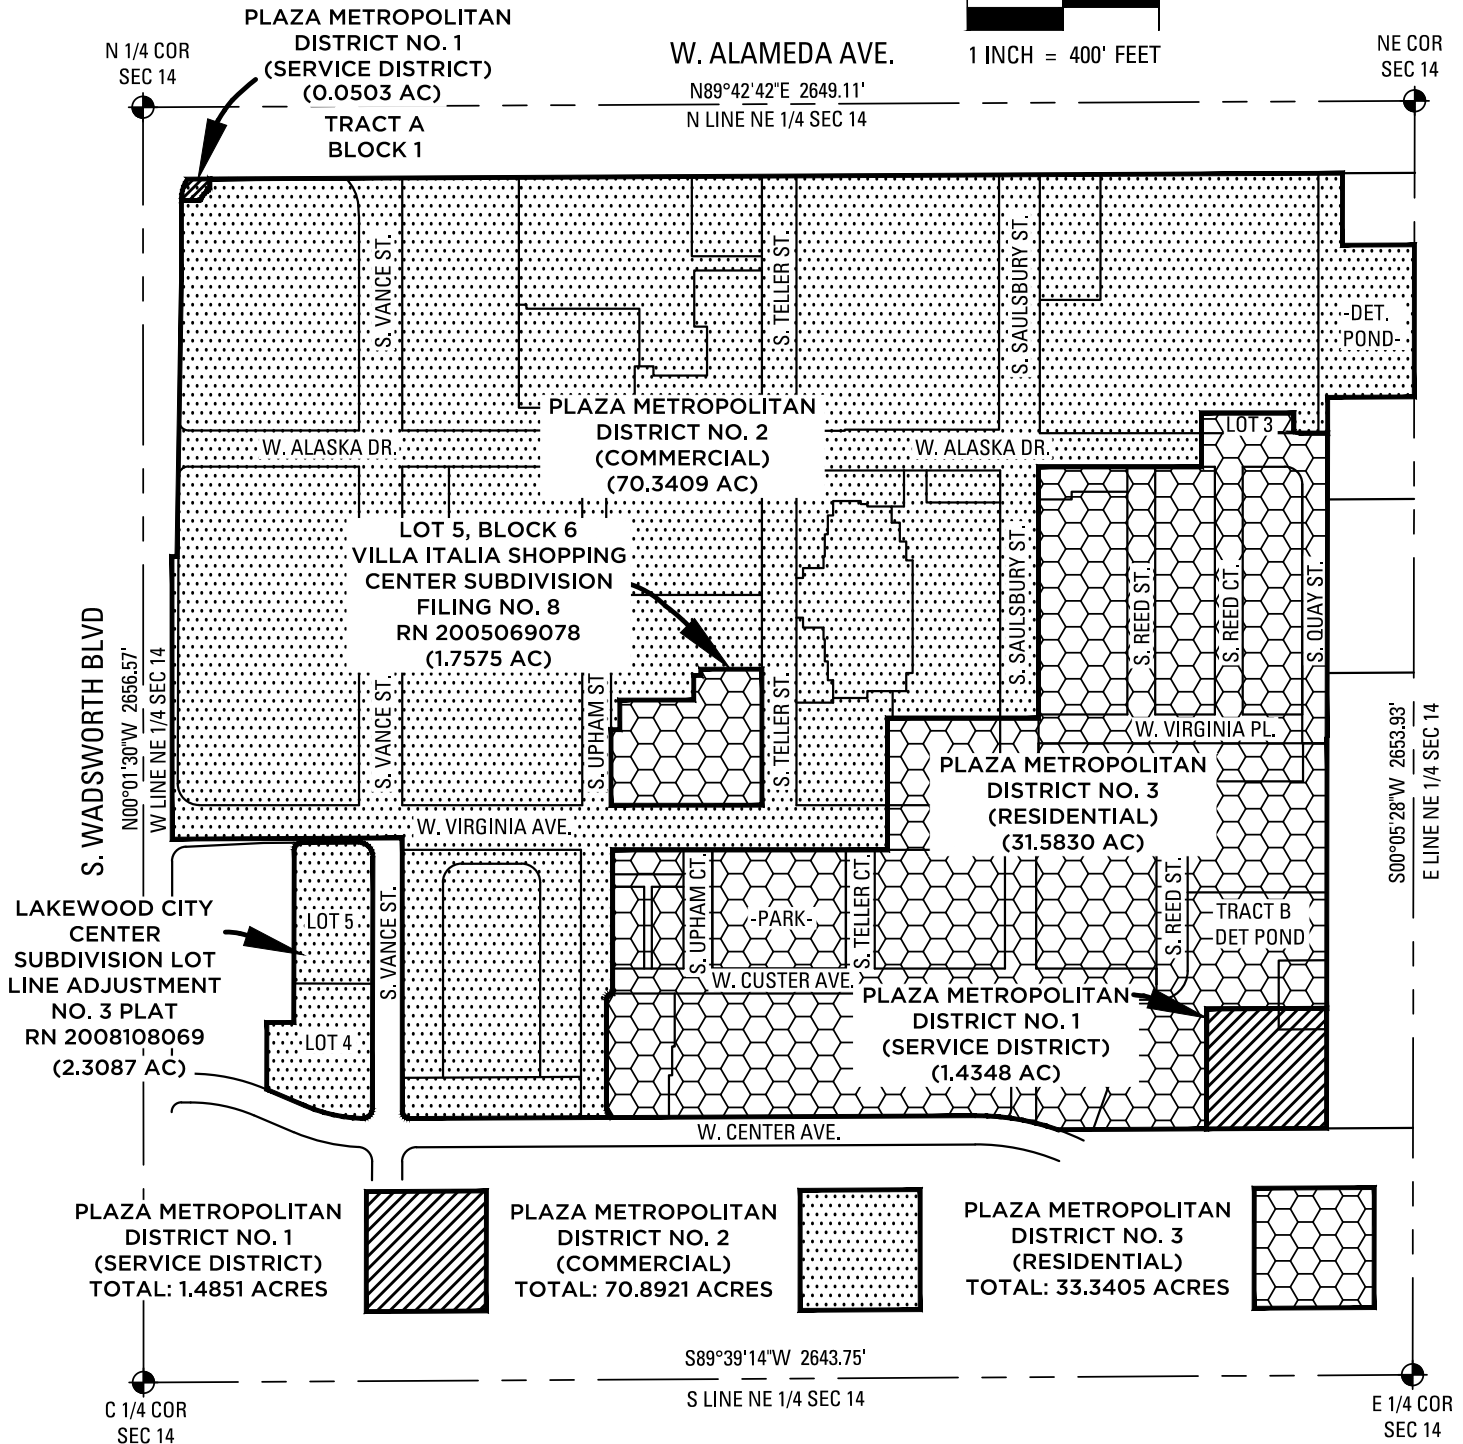 PLAZA METROPOLITAN
DISTRICT NO. 1
(SERVICE DISTRICT)
(0.0503 AC)
TRACT A
BLOCK 1
N 1/4 COR
SEC 14
W. ALAMEDA AVE.
N89°42'42"E 2649.11'
N LINE NE 1/4 SEC 14
1 INCH = 400' FEET
NE COR
SEC 14
S. VANCE ST.
S. TELLER ST.
S. SAULSBURY ST.
-DET.
POND-
PLAZA METROPOLITAN
DISTRICT NO. 2
(COMMERCIAL)
(70.3409 AC)
W. ALASKA DR.
W. ALASKA DR.
LOT 3
LOT 5, BLOCK 6
VILLA ITALIA SHOPPING
CENTER SUBDIVISION
FILING NO. 8
RN 2005069078
(1.7575 AC)
S. SAULSBURY ST.
S. REED ST.
S. REED CT.
S. QUAY ST.
S. WADSWORTH BLVD
N00°01'30"W 2656.57'
W LINE NE 1/4 SEC 14
S. VANCE ST.
S. UPHAM ST
S. TELLER ST.
W. VIRGINIA PL.
S00°05'28"W 2653.93'
E LINE NE 1/4 SEC 14
PLAZA METROPOLITAN
DISTRICT NO. 3
(RESIDENTIAL)
(31.5830 AC)
W. VIRGINIA AVE.
LAKEWOOD CITY
CENTER
SUBDIVISION LOT
LINE ADJUSTMENT
NO. 3 PLAT
RN 2008108069
(2.3087 AC)
LOT 5
LOT 4
S. VANCE ST.
S. UPHAM CT.
-PARK-
S. TELLER CT.
S. REED ST.
TRACT B
DET POND
W. CUSTER AVE.
PLAZA METROPOLITAN
DISTRICT NO. 1
(SERVICE DISTRICT)
(1.4348 AC)
W. CENTER AVE.
PLAZA METROPOLITAN
DISTRICT NO. 1
(SERVICE DISTRICT)
TOTAL: 1.4851 ACRES
PLAZA METROPOLITAN
DISTRICT NO. 2
(COMMERCIAL)
TOTAL: 70.8921 ACRES
PLAZA METROPOLITAN
DISTRICT NO. 3
(RESIDENTIAL)
TOTAL: 33.3405 ACRES
S89°39'14"W 2643.75'
S LINE NE 1/4 SEC 14
C 1/4 COR
SEC 14
E 1/4 COR
SEC 14